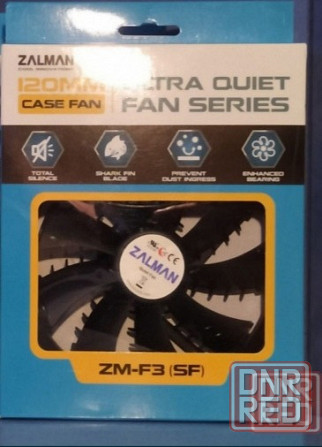 ZALMAN
120MM ULTRA QUIET
CASE FAN FAN SERIES
TOTAL SILENCE
SHARK FIN BLADE
PREVENT DUST INGRESS
ENHANCED BEARING
ZALMAN
ZM-F3 (SF)
DNR
RED